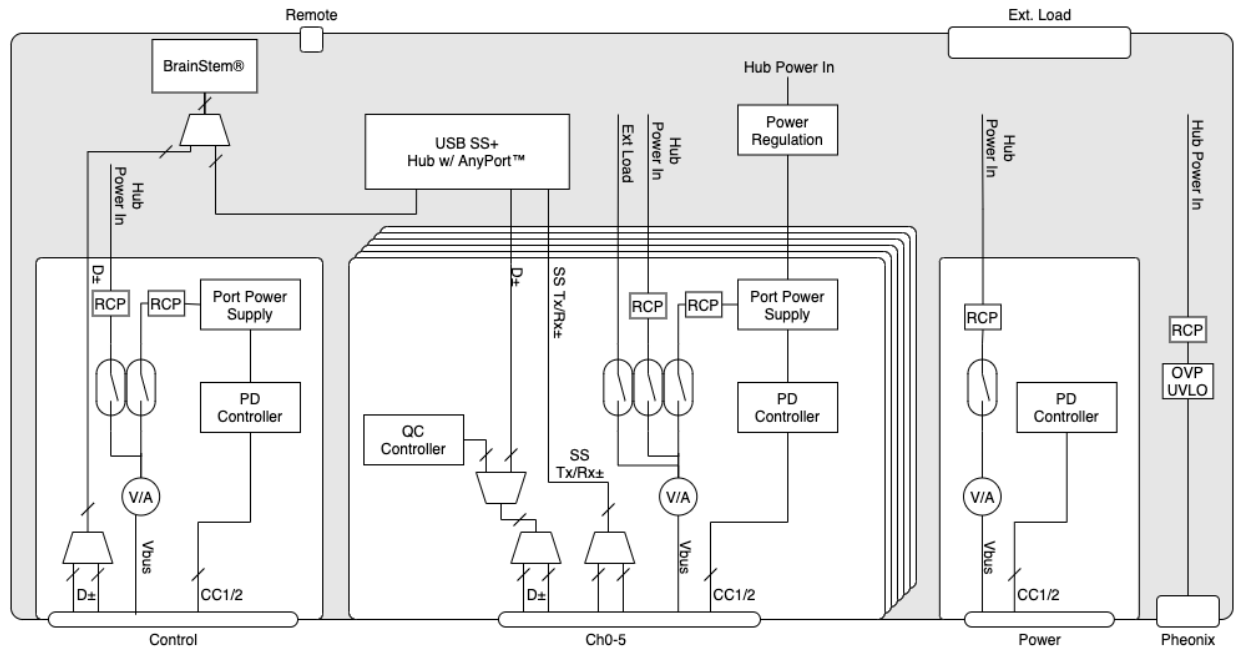 Remote
Ext. Load
BrainStem®
USB SS+
Hub w/ AnyPort™
Hub Power In
Power
Regulation
Ext Load
Hub
Power In
Hub
Power In
Hub
Power In
Hub Power In
D±
RCP
RCP
Port Power
Supply
PD
Controller
V/A
Vbus
D±
CC1/2
Control
D±
SS Tx/Rx±
RCP
RCP
Port Power
Supply
PD
Controller
QC
Controller
SS
Tx/Rx±
V/A
Vbus
D±
CC1/2
Ch0-5
RCP
PD
Controller
V/A
Vbus
CC1/2
Power
RCP
OVP
UVLO
Pheonix